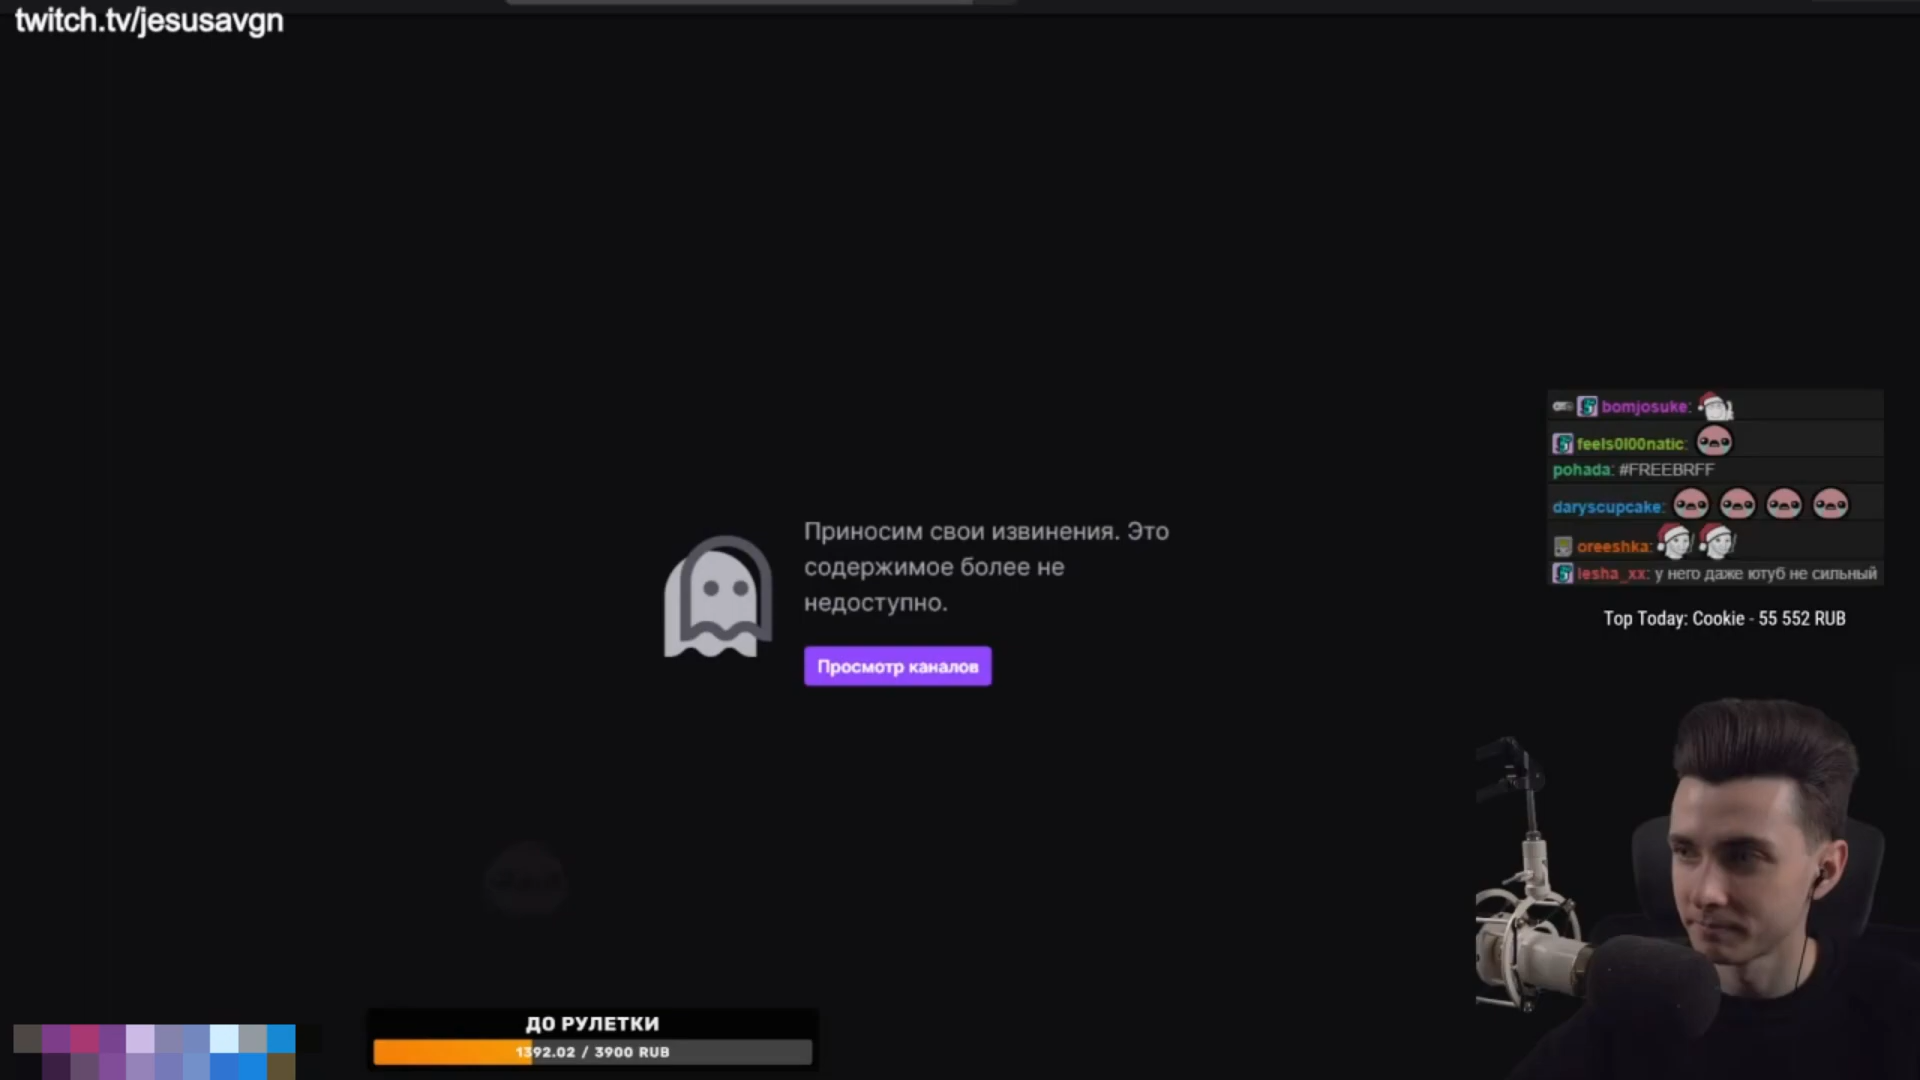 twitch.tv/jesusavgn
bomjosuke:
feels0l00natic:
pohada: #FREEBRFF
daryscupcake:
oreeshka:
lesha_xx: у него даже ютуб не сильный
Top Today: Cookie - 55 552 RUB
Приносим свои извинения. Это
содержимое более не
недоступно.
Просмотр каналов
ДО РУЛЕТКИ
1392.02 / 3900 RUB